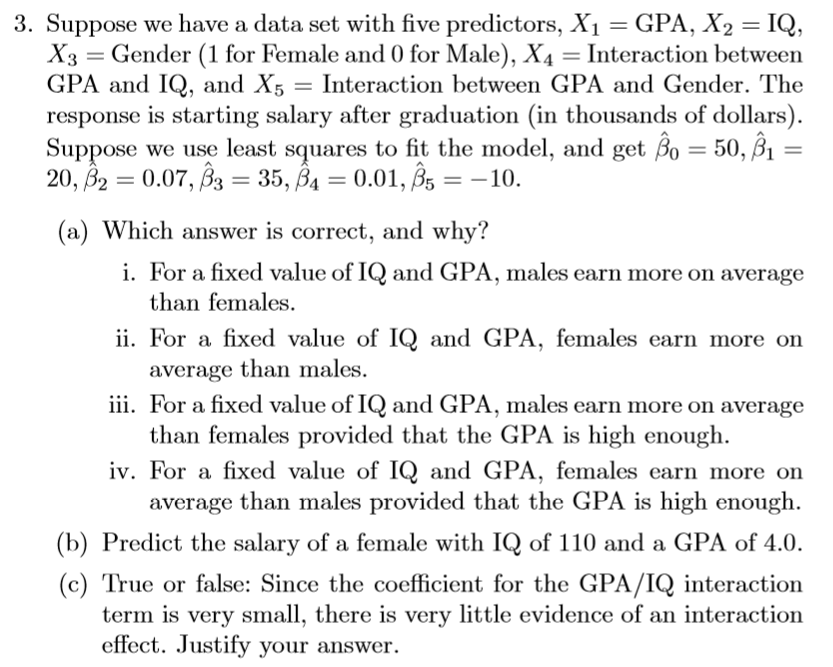 3. Suppose we have a data set with five predictors, X₁ = GPA, X₂ = IQ,
X₃ = Gender (1 for Female and 0 for Male), X₄ = Interaction between
GPA and IQ, and X₅ = Interaction between GPA and Gender. The
response is starting salary after graduation (in thousands of dollars).
Suppose we use least squares to fit the model, and get β̂₀ = 50, β̂₁ =
20, β̂₂ = 0.07, β̂₃ = 35, β̂₄ = 0.01, β̂₅ = −10.
(a) Which answer is correct, and why?
i. For a fixed value of IQ and GPA, males earn more on average
than females.
ii. For a fixed value of IQ and GPA, females earn more on
average than males.
iii. For a fixed value of IQ and GPA, males earn more on average
than females provided that the GPA is high enough.
iv. For a fixed value of IQ and GPA, females earn more on
average than males provided that the GPA is high enough.
(b) Predict the salary of a female with IQ of 110 and a GPA of 4.0.
(c) True or false: Since the coefficient for the GPA/IQ interaction
term is very small, there is very little evidence of an interaction
effect. Justify your answer.